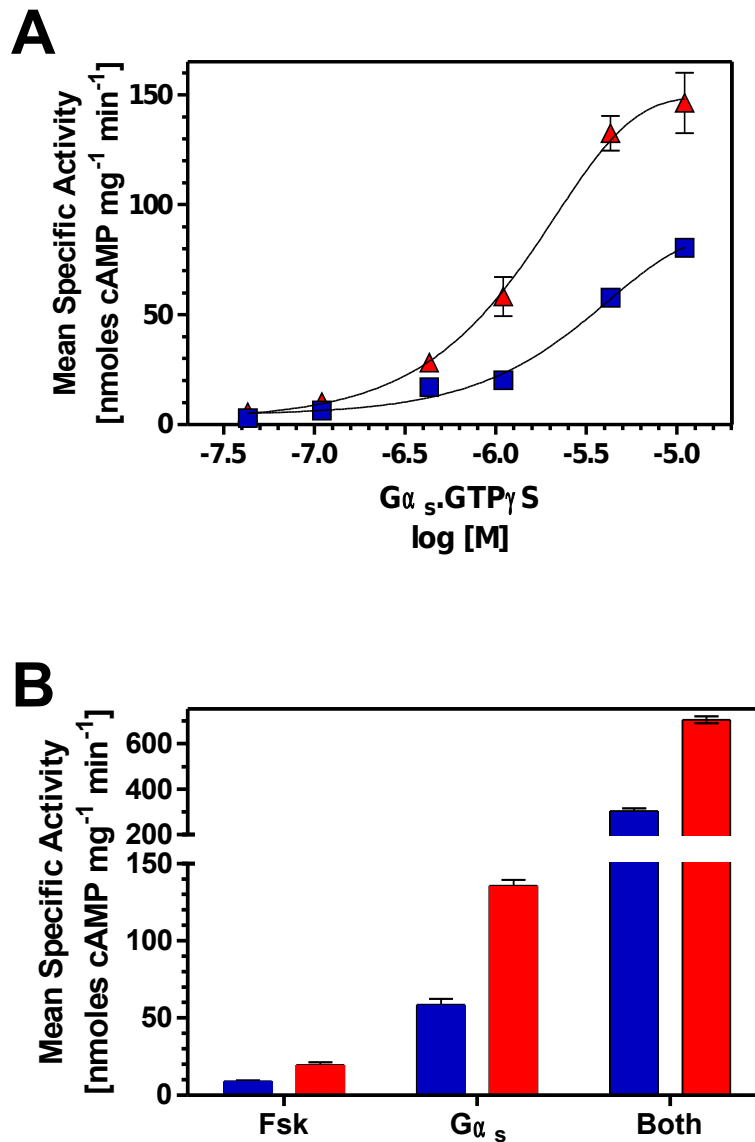 A
Mean Specific Activity
[nmoles cAMP mg⁻¹ min⁻¹]
150
100
50
0
-7.5 -7.0 -6.5 -6.0 -5.5 -5.0
Gα s.GTPγS
log [M]
B
Mean Specific Activity
[nmoles cAMP mg⁻¹ min⁻¹]
600
400
200
150
100
50
0
Fsk Gα s Both